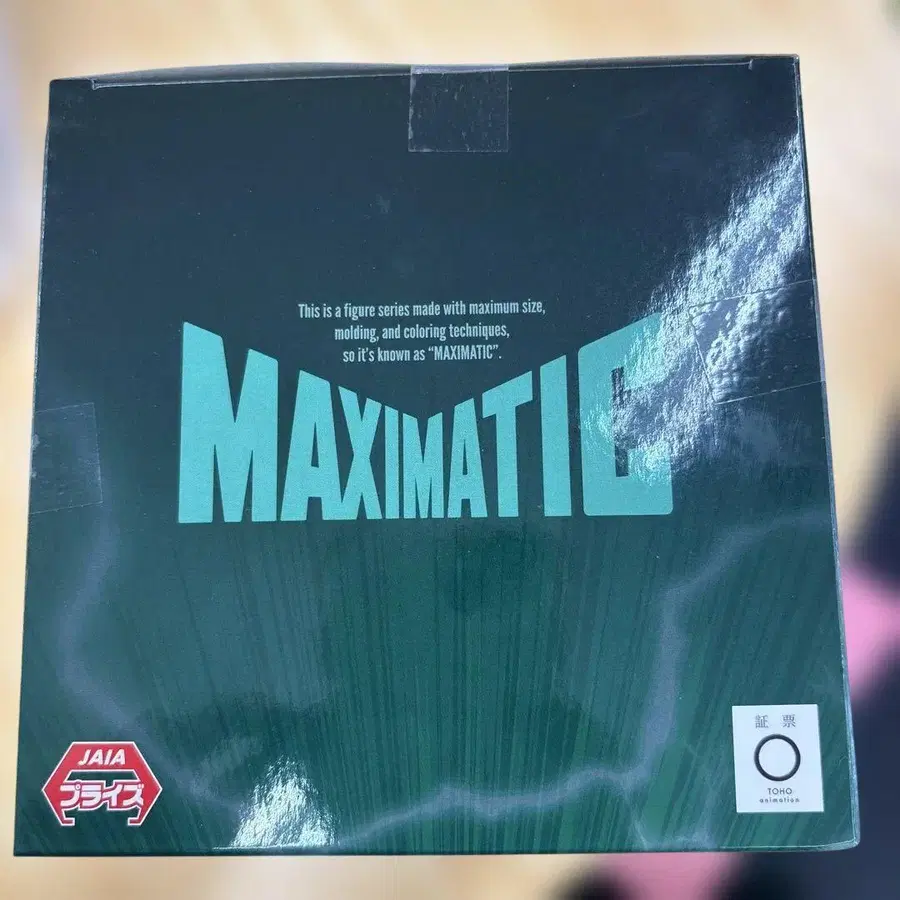 This is a figure series made with maximum size,
molding, and coloring techniques,
so it's known as "MAXIMATIC".
MAXIMATIC
JAIA
プライズ
証 票
TOHO
animation